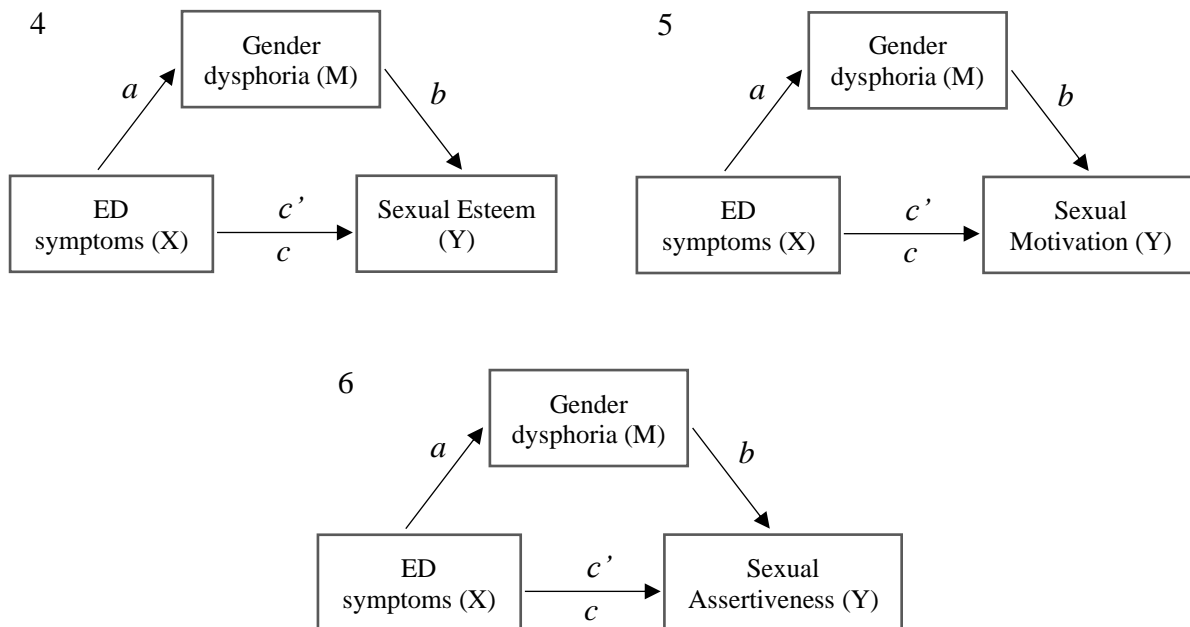 4
Gender
dysphoria (M)
a
b
ED
symptoms (X)
c’
c
Sexual Esteem
(Y)
5
Gender
dysphoria (M)
a
b
ED
symptoms (X)
c’
c
Sexual
Motivation (Y)
6
Gender
dysphoria (M)
a
b
ED
symptoms (X)
c’
c
Sexual
Assertiveness (Y)